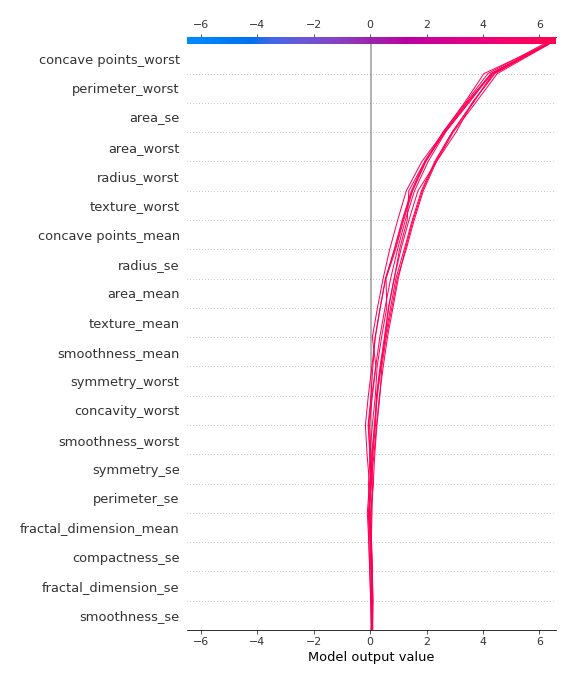 −6 −4 −2 0 2 4 6
concave points_worst
perimeter_worst
area_se
area_worst
radius_worst
texture_worst
concave points_mean
radius_se
area_mean
texture_mean
smoothness_mean
symmetry_worst
concavity_worst
smoothness_worst
symmetry_se
perimeter_se
fractal_dimension_mean
compactness_se
fractal_dimension_se
smoothness_se
−6 −4 −2 0 2 4 6
Model output value